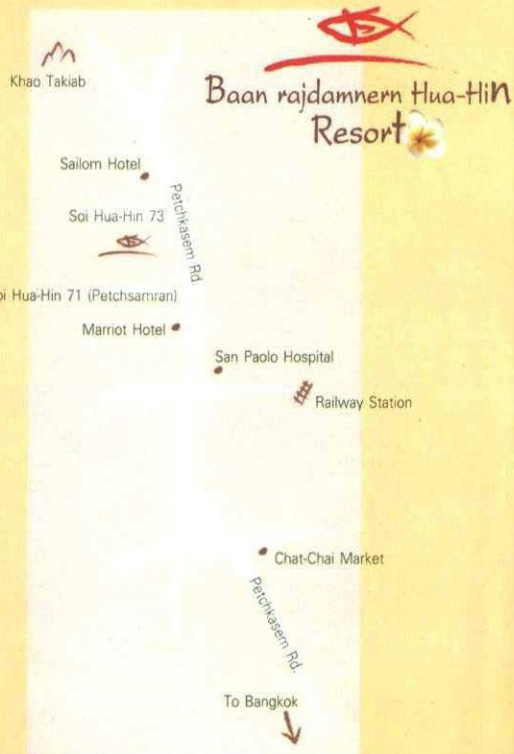 Baan rajdamnern Hua-Hin
Resort
Khao Takiab
Sailom Hotel
Petchkasem Rd
Soi Hua-Hin 73
oi Hua-Hin 71 (Petchsamran)
Marriot Hotel
San Paolo Hospital
Railway Station
Chat-Chai Market
Petchkasem Rd.
To Bangkok